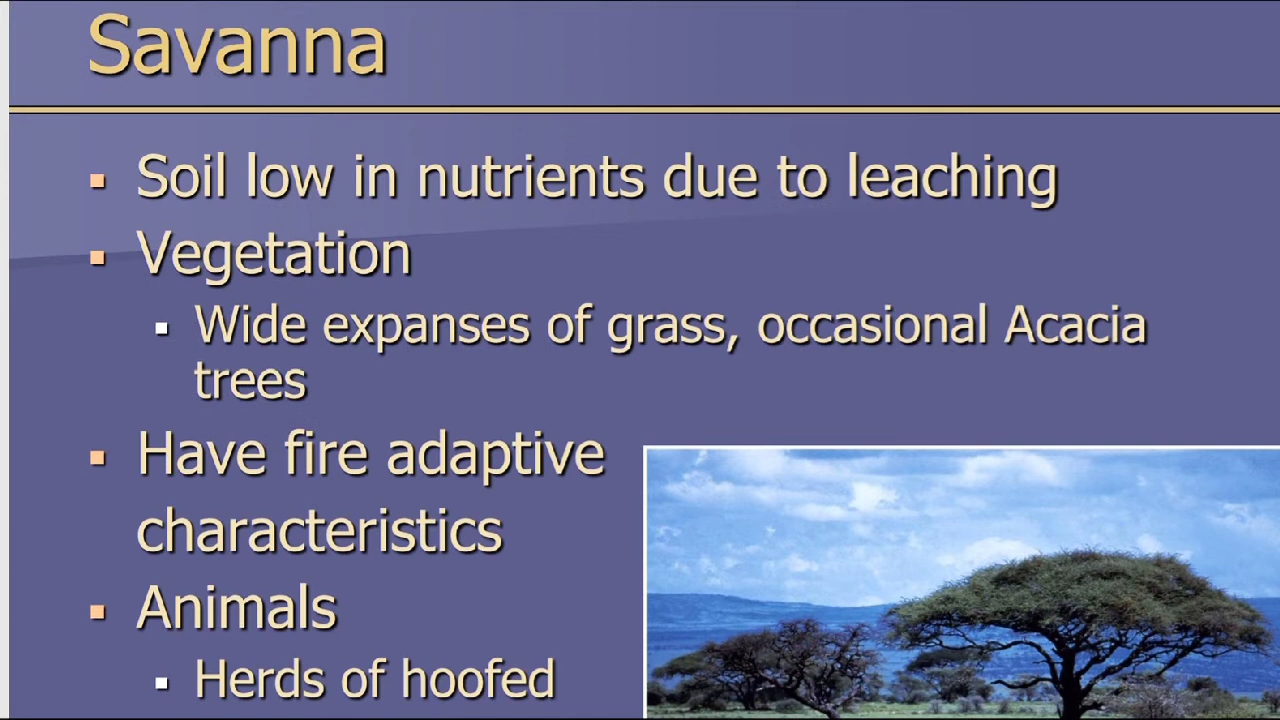 Savanna
Soil low in nutrients due to leaching
Vegetation
Wide expanses of grass, occasional Acacia
trees
Have fire adaptive
characteristics
Animals
Herds of hoofed